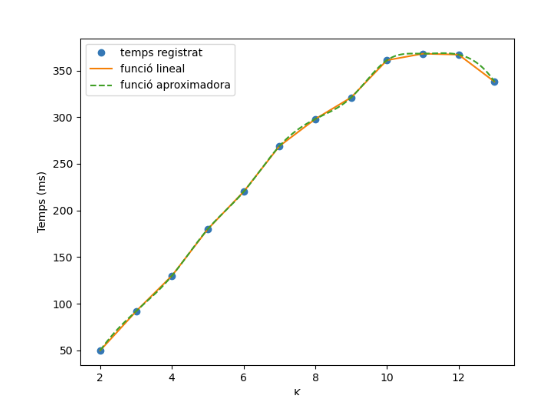 temps registrat
funció lineal
funció aproximadora
350
300
250
200
150
100
50
Temps (ms)
2 4 6 8 10 12
K